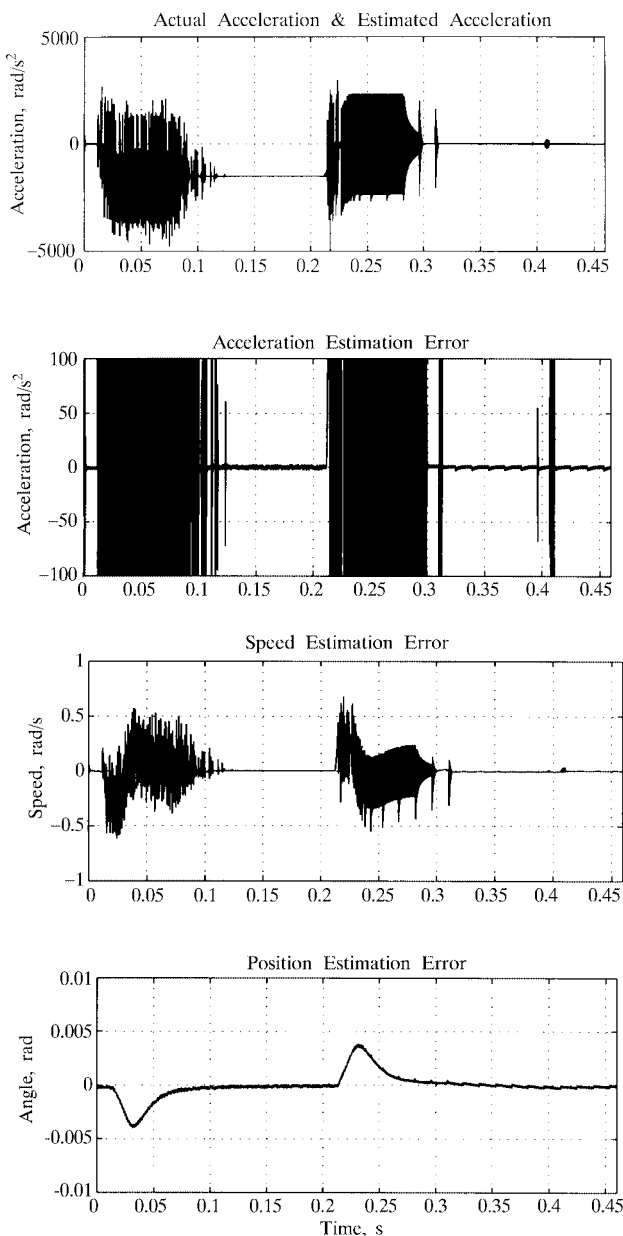 Actual Acceleration & Estimated Acceleration
5000
0
−5000
Acceleration, rad/s²
0 0.05 0.1 0.15 0.2 0.25 0.3 0.35 0.4 0.45
Acceleration Estimation Error
100
50
0
−50
−100
Acceleration, rad/s²
0 0.05 0.1 0.15 0.2 0.25 0.3 0.35 0.4 0.45
Speed Estimation Error
1
0.5
0
−0.5
−1
Speed, rad/s
0 0.05 0.1 0.15 0.2 0.25 0.3 0.35 0.4 0.45
Position Estimation Error
0.01
0.005
0
-0.005
-0.01
Angle, rad
0 0.05 0.1 0.15 0.2 0.25 0.3 0.35 0.4 0.45
Time, s